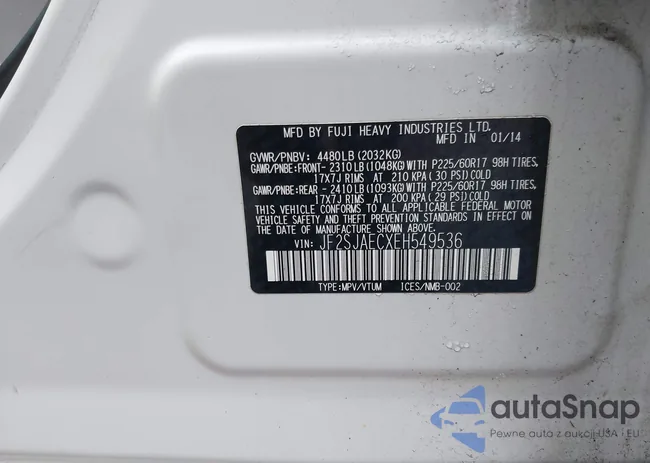 MFD BY FUJI HEAVY INDUSTRIES LTD.
MFD IN 01/14
GVWR/PNBV: 4480LB(2032KG)
GAWR/PNBE:FRONT- 2310LB(1048KG)WITH P225/60R17 98H TIRES,
17X7J RIMS AT 210 KPA( 30 PSI)COLD
GAWR/PNBE:REAR - 2410LB(1093KG)WITH P225/60R17 98H TIRES,
17X7J RIMS AT 200 KPA( 29 PSI)COLD
THIS VEHICLE CONFORMS TO ALL APPLICABLE FEDERAL MOTOR
VEHICLE SAFETY, BUMPER, AND THEFT PREVENTION STANDARDS
IN EFFECT ON THE DATE OF MANUFACTURE SHOWN ABOVE.
VIN: JF2SJAECXEH549536
TYPE:MPV/VTUM ICES/NMB-002
autaSnap
Pewne auta z aukcji USA · EU